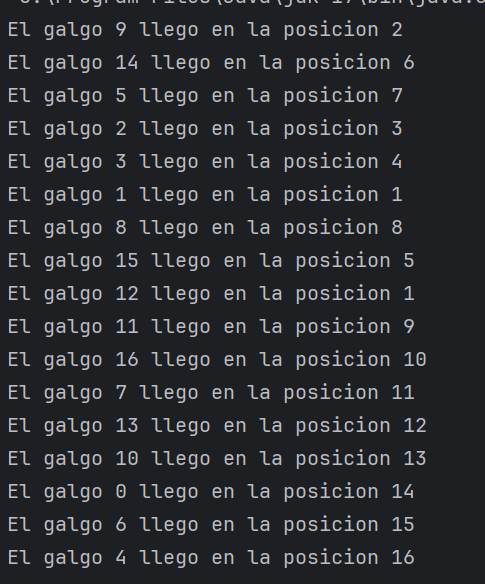 El galgo 9 llego en la posicion 2
El galgo 14 llego en la posicion 6
El galgo 5 llego en la posicion 7
El galgo 2 llego en la posicion 3
El galgo 3 llego en la posicion 4
El galgo 1 llego en la posicion 1
El galgo 8 llego en la posicion 8
El galgo 15 llego en la posicion 5
El galgo 12 llego en la posicion 1
El galgo 11 llego en la posicion 9
El galgo 16 llego en la posicion 10
El galgo 7 llego en la posicion 11
El galgo 13 llego en la posicion 12
El galgo 10 llego en la posicion 13
El galgo 0 llego en la posicion 14
El galgo 6 llego en la posicion 15
El galgo 4 llego en la posicion 16